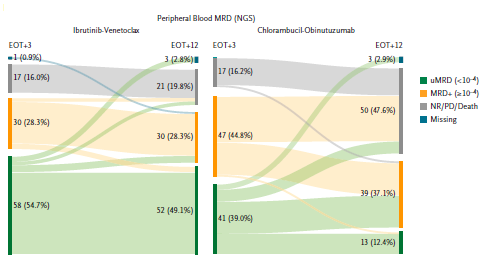 Peripheral Blood MRD (NGS)
Ibrutinib-Venetoclax
Chlorambucil-Obinutuzumab
EOT+3
EOT+12
EOT+3
EOT+12
1 (0.9%)
3 (2.8%)
3 (2.9%)
17 (16.0%)
21 (19.8%)
17 (16.2%)
50 (47.6%)
30 (28.3%)
30 (28.3%)
47 (44.8%)
39 (37.1%)
58 (54.7%)
52 (49.1%)
41 (39.0%)
13 (12.4%)
uMRD (<10⁻⁴)
MRD+ (≥10⁻⁴)
NR/PD/Death
Missing